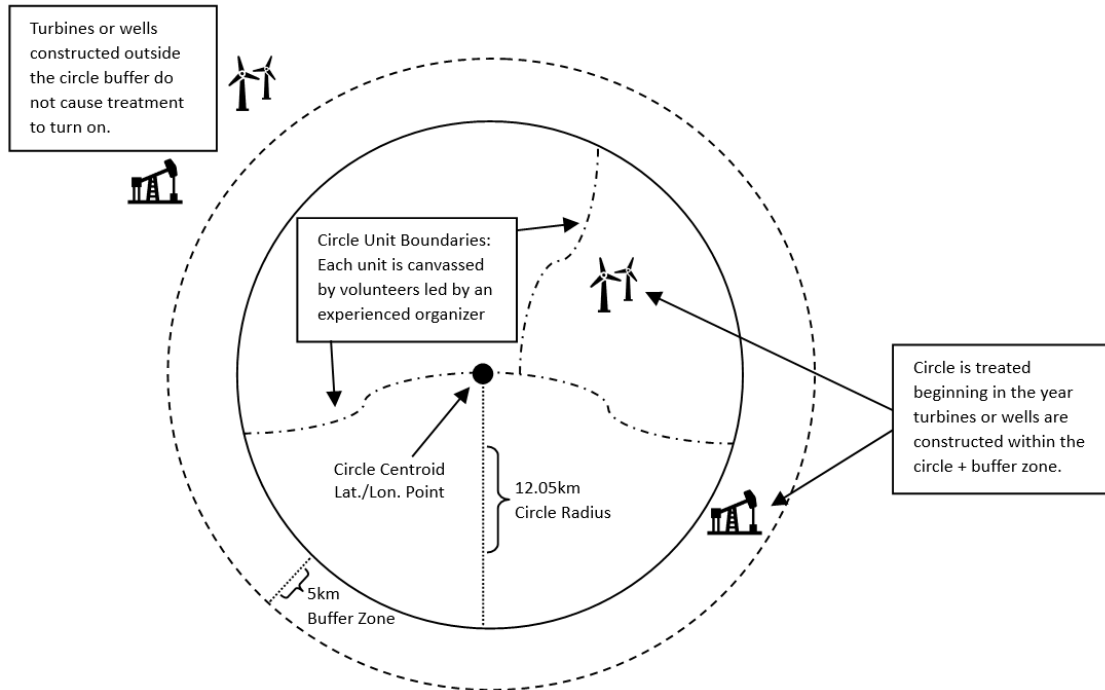 Turbines or wells
constructed outside
the circle buffer do
not cause treatment
to turn on.
Circle Unit Boundaries:
Each unit is canvassed
by volunteers led by an
experienced organizer
Circle is treated
beginning in the year
turbines or wells are
constructed within the
circle + buffer zone.
Circle Centroid
Lat./Lon. Point
12.05km
Circle Radius
5km
Buffer Zone